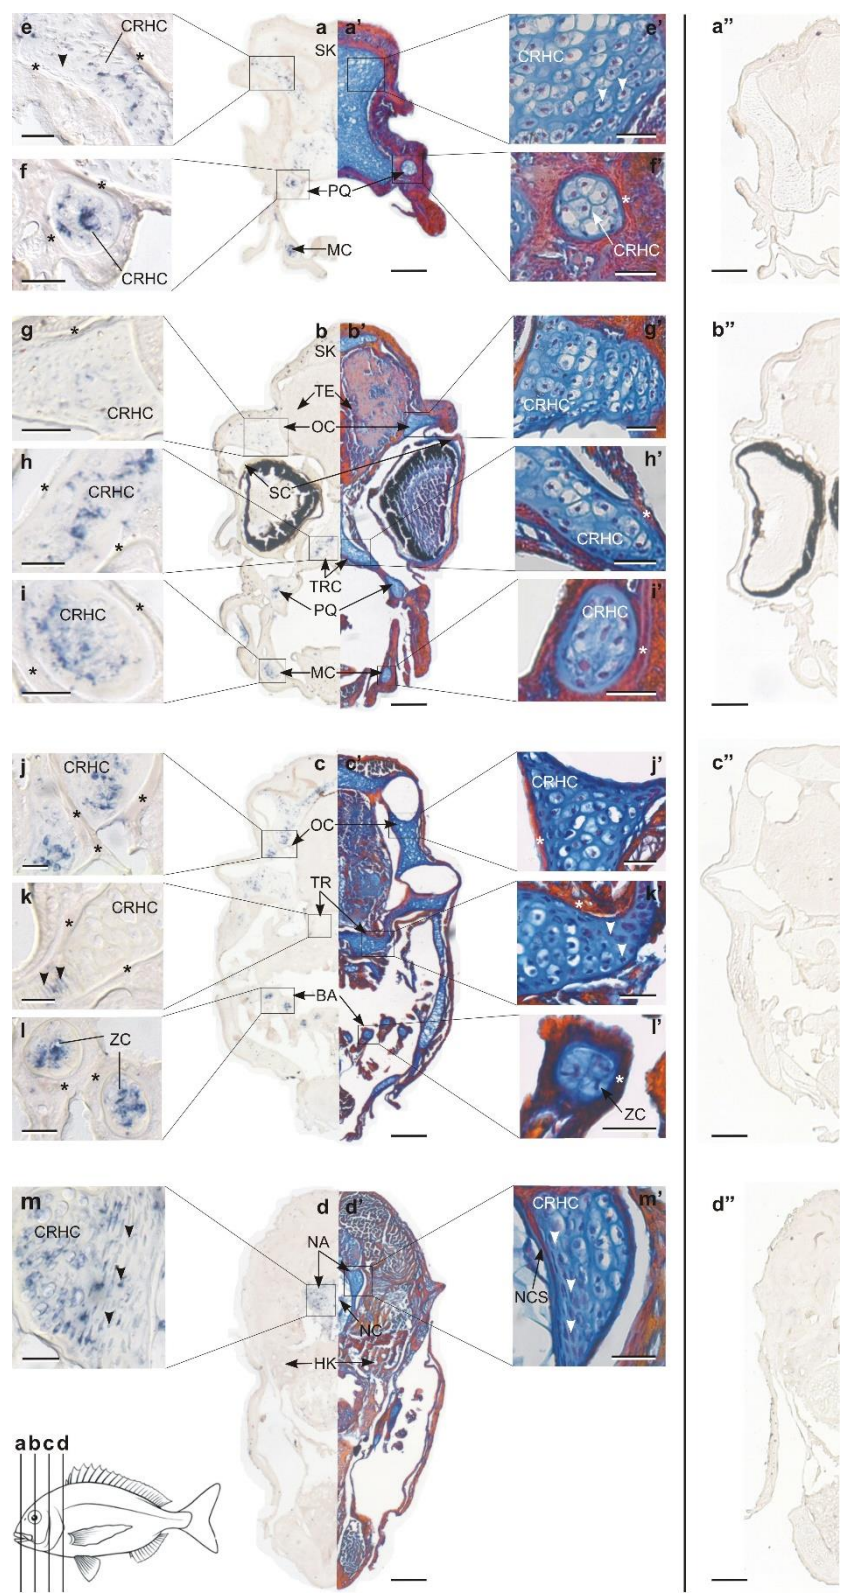 e CRHC * * a a' SK e' CRHC a''
f * * CRHC PQ MC f' * CRHC
g * CRHC b b' SK TE OC g' CRHC b''
h * CRHC * SC TRC h' * CRHC
i * CRHC * PQ MC i' CRHC *
j CRHC * * * c c' OC j' CRHC * c''
k CRHC * * TR k' *
l ZC * * BA l' * ZC
m CRHC d d' NA NC HK m' CRHC NCS d''
a b c d